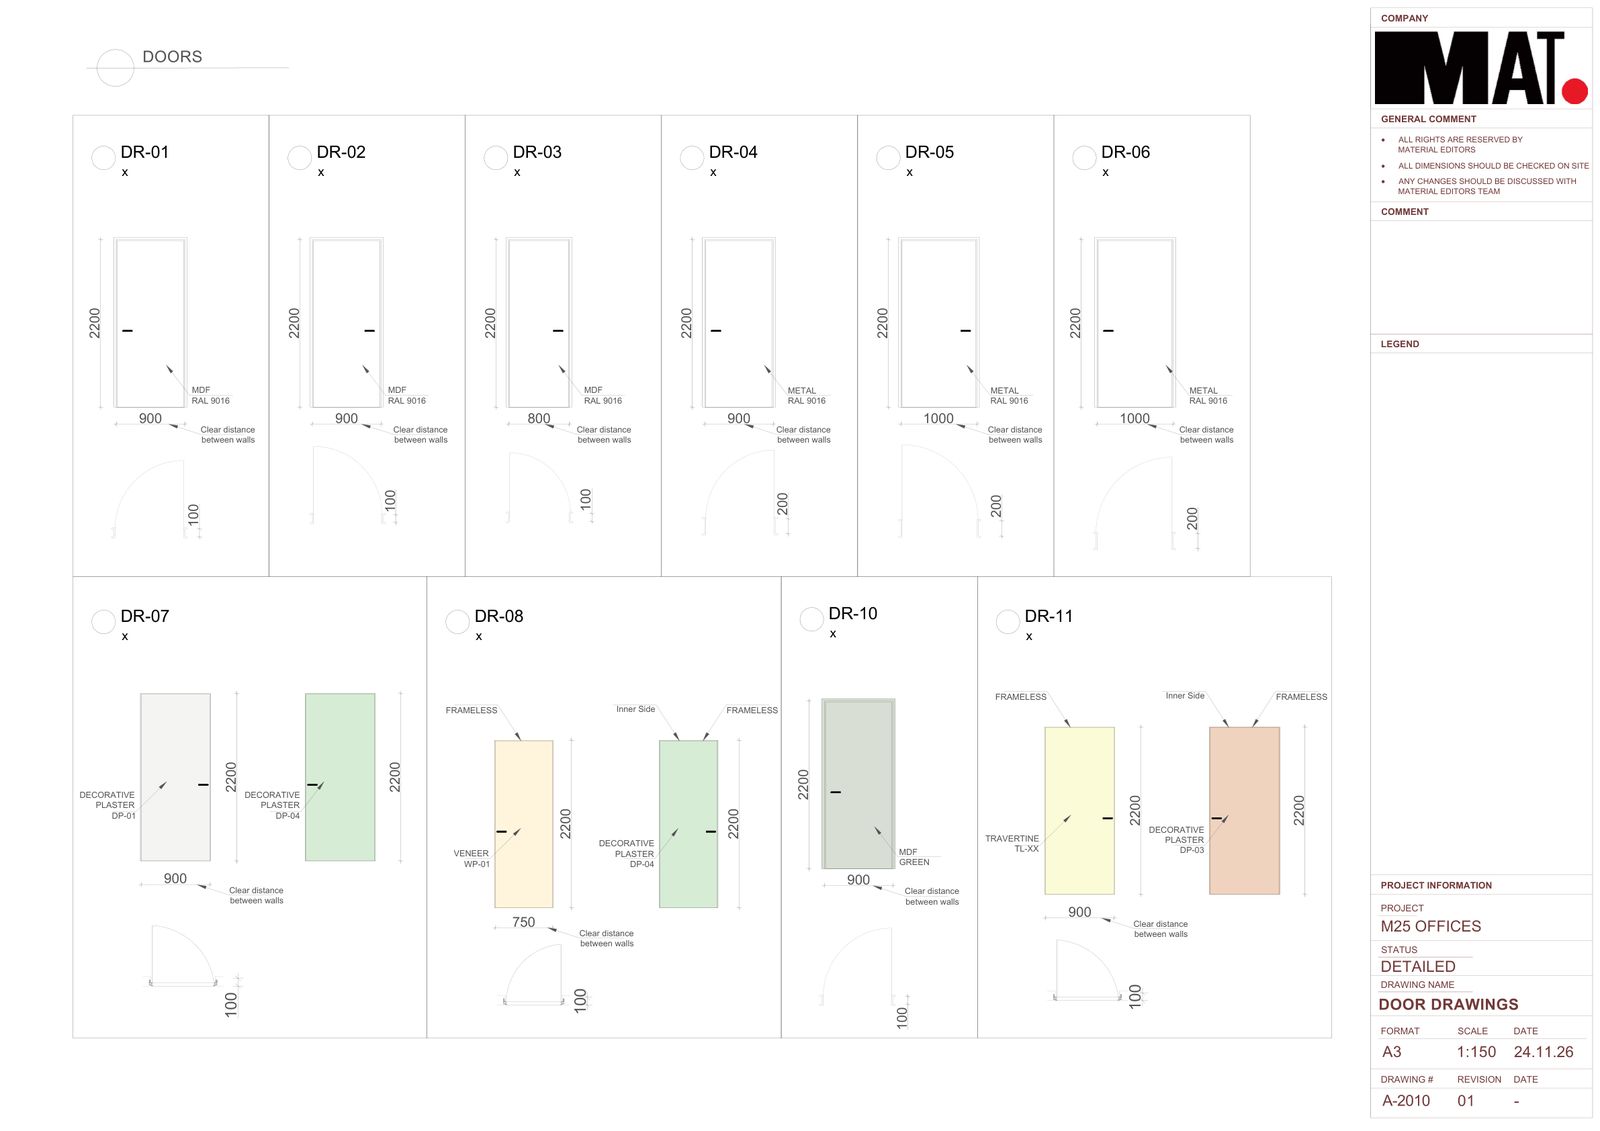 DOORS
DR-01
x
2200
MDF
RAL 9016
900
Clear distance
between walls
100
DR-02
x
2200
MDF
RAL 9016
900
Clear distance
between walls
100
DR-03
x
2200
MDF
RAL 9016
800
Clear distance
between walls
100
DR-04
x
2200
METAL
RAL 9016
900
Clear distance
between walls
200
DR-05
x
2200
METAL
RAL 9016
1000
Clear distance
between walls
200
DR-06
x
2200
METAL
RAL 9016
1000
Clear distance
between walls
200
DR-07
x
DECORATIVE
PLASTER
DP-01
2200
DECORATIVE
PLASTER
DP-04
2200
900
Clear distance
between walls
100
DR-08
x
FRAMELESS
VENEER
WP-01
2200
Inner Side
FRAMELESS
DECORATIVE
PLASTER
DP-04
2200
750
Clear distance
between walls
100
DR-10
x
2200
MDF
GREEN
900
Clear distance
between walls
100
DR-11
x
FRAMELESS
TRAVERTINE
TL-XX
2200
Inner Side
FRAMELESS
DECORATIVE
PLASTER
DP-03
2200
900
Clear distance
between walls
100
COMPANY
MAT.
GENERAL COMMENT
• ALL RIGHTS ARE RESERVED BY
MATERIAL EDITORS
• ALL DIMENSIONS SHOULD BE CHECKED ON SITE
• ANY CHANGES SHOULD BE DISCUSSED WITH
MATERIAL EDITORS TEAM
COMMENT
LEGEND
PROJECT INFORMATION
PROJECT
M25 OFFICES
STATUS
DETAILED
DRAWING NAME
DOOR DRAWINGS
FORMAT SCALE DATE
A3 1:150 24.11.26
DRAWING # REVISION DATE
A-2010 01 -